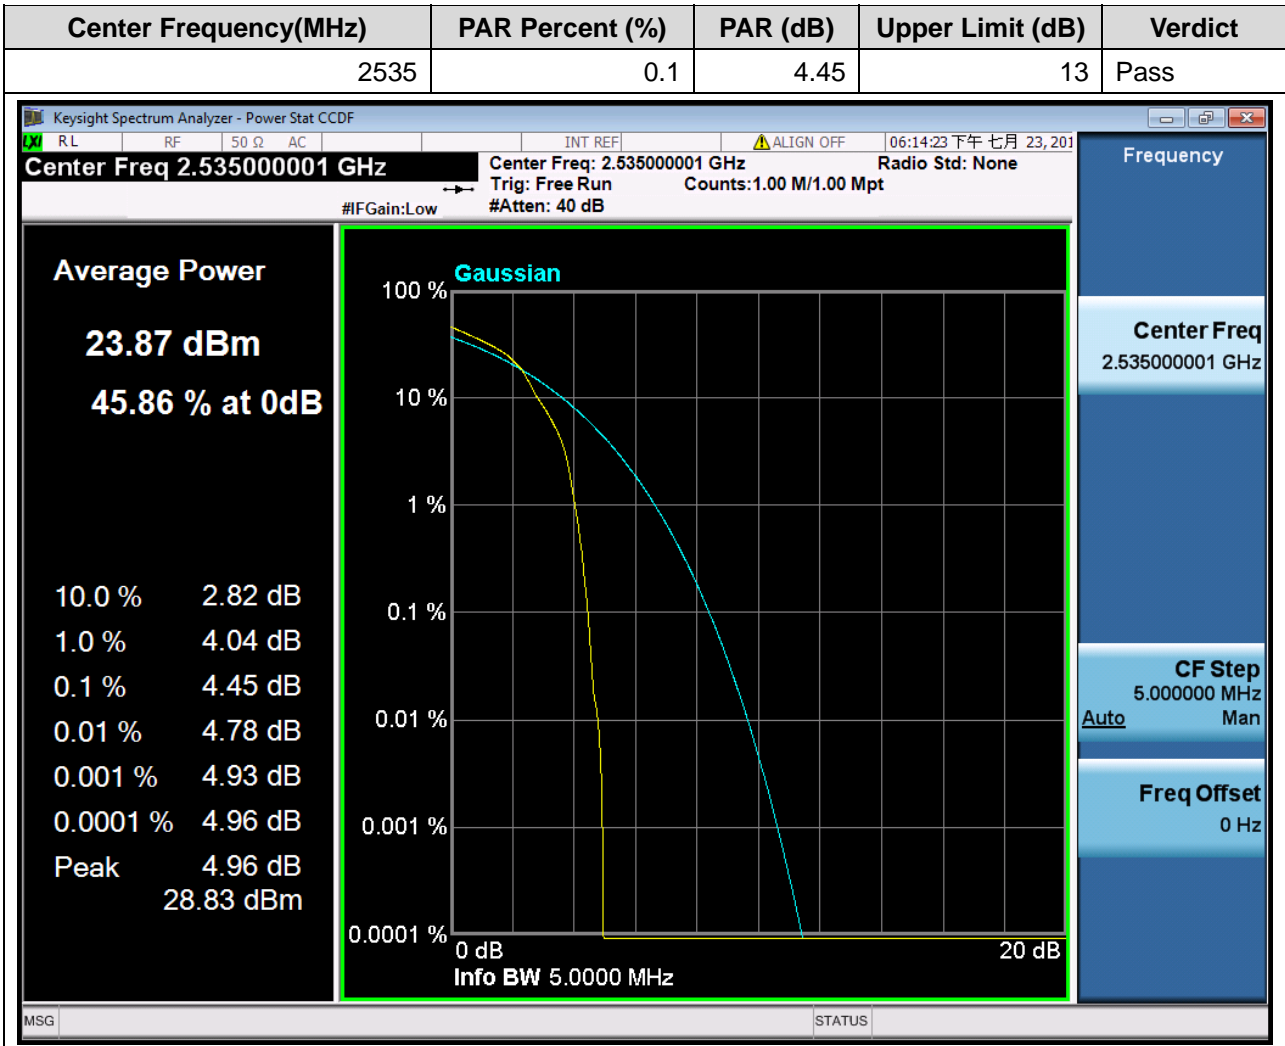 Center Frequency(MHz) PAR Percent (%) PAR (dB) Upper Limit (dB) Verdict
2535 0.1 4.45 13 Pass
Keysight Spectrum Analyzer - Power Stat CCDF
LXI RL RF 50 Ω AC INT REF ALIGN OFF 06:14:23 下午 七月 23, 201
Center Freq 2.535000001 GHz
Center Freq: 2.535000001 GHz Radio Std: None
Trig: Free Run Counts:1.00 M/1.00 Mpt
#IFGain:Low #Atten: 40 dB
Frequency
Average Power
23.87 dBm
45.86 % at 0dB
10.0 % 2.82 dB
1.0 % 4.04 dB
0.1 % 4.45 dB
0.01 % 4.78 dB
0.001 % 4.93 dB
0.0001 % 4.96 dB
Peak 4.96 dB
28.83 dBm
Gaussian
100 %
10 %
1 %
0.1 %
0.01 %
0.001 %
0.0001 %
0 dB 20 dB
Info BW 5.0000 MHz
Center Freq
2.535000001 GHz
CF Step
5.000000 MHz
Auto Man
Freq Offset
0 Hz
MSG STATUS